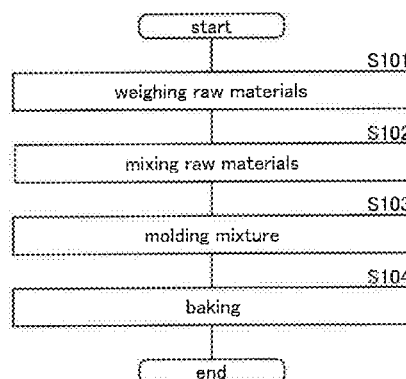 start
S101
weighing raw materials
S102
mixing raw materials
S103
molding mixture
S104
baking
end